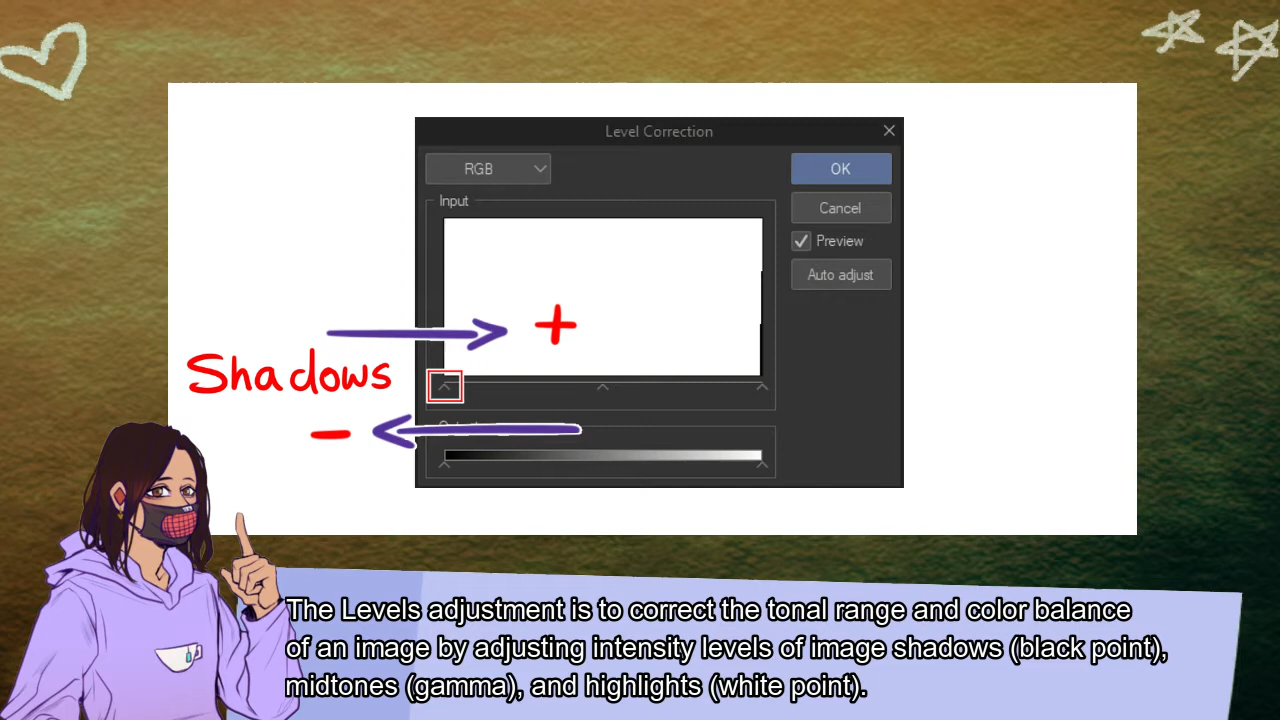 Level Correction
RGB
OK
Input
Cancel
Preview
Auto adjust
+
Shadows
-
The Levels adjustment is to correct the tonal range and color balance
of an image by adjusting intensity levels of image shadows (black point),
midtones (gamma), and highlights (white point).